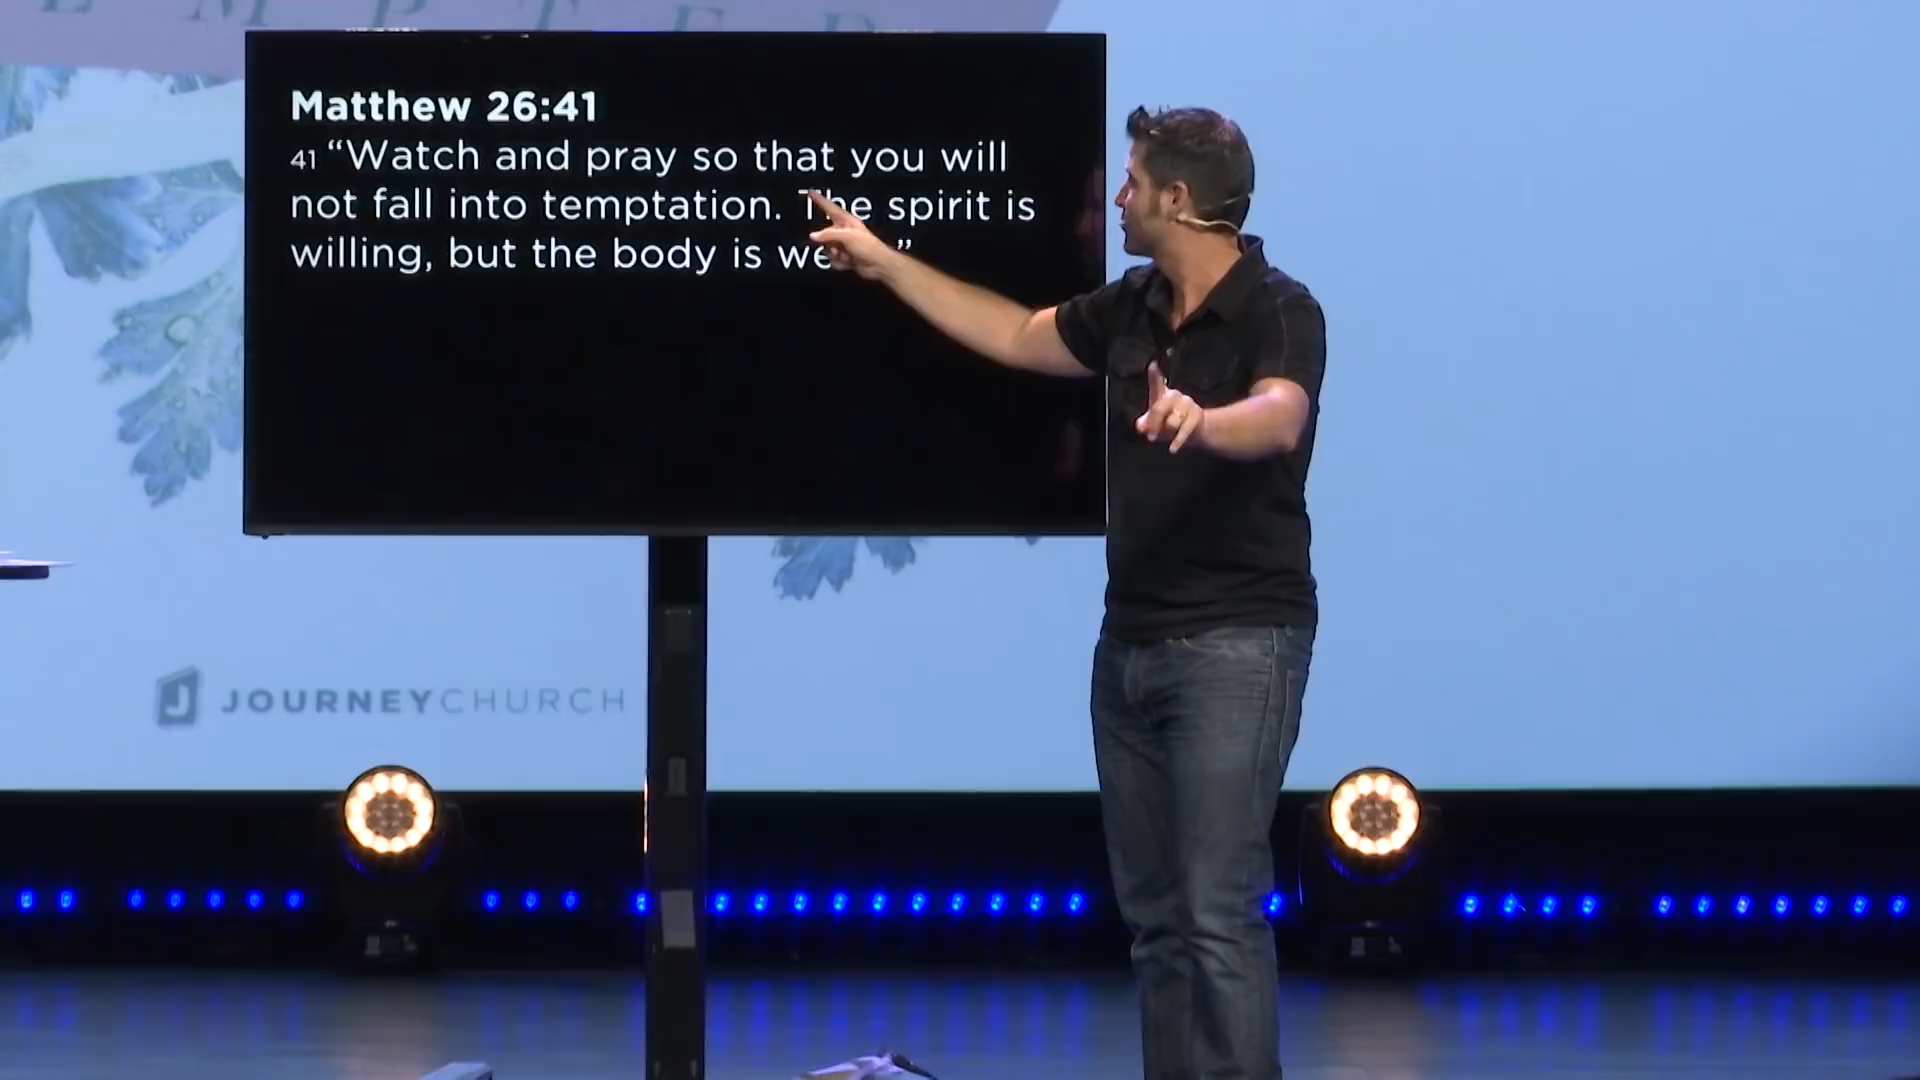 Matthew 26:41
41 “Watch and pray so that you will
not fall into temptation. The spirit is
willing, but the body is we ”
JOURNEYCHURCH